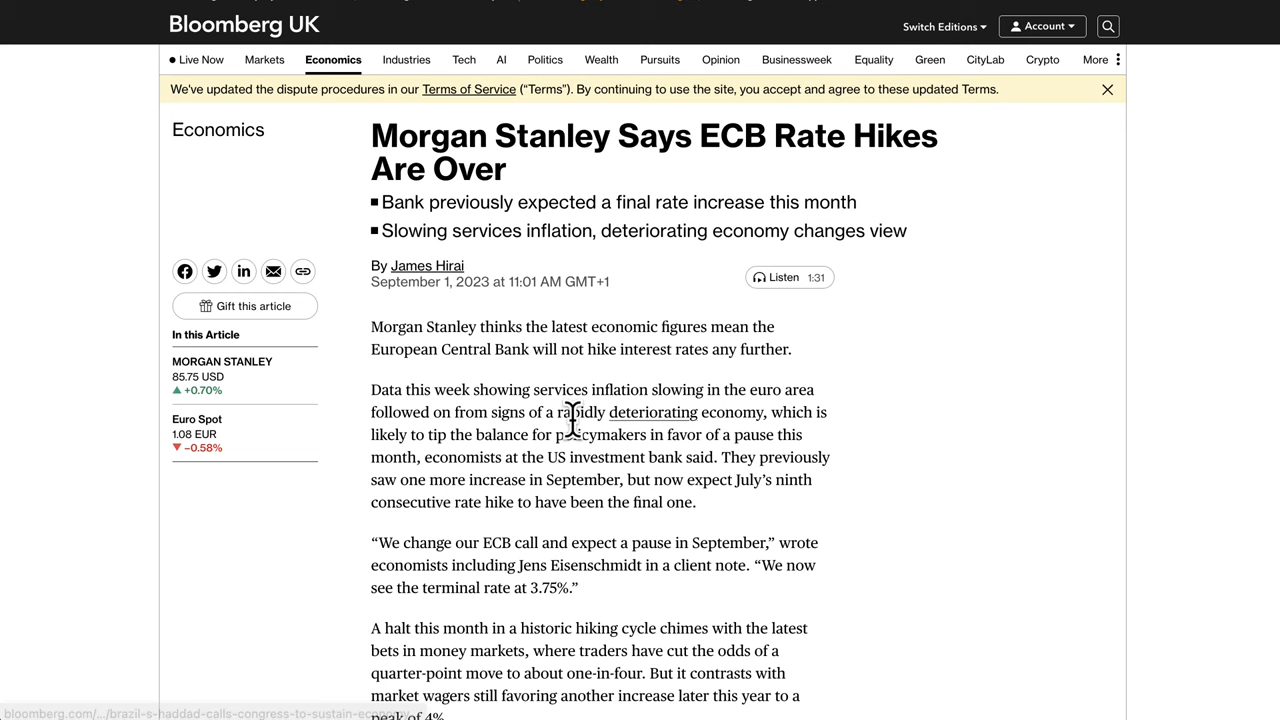 Bloomberg UK
Switch Editions
Account
Live Now Markets Economics Industries Tech AI Politics Wealth Pursuits Opinion Businessweek Equality Green CityLab Crypto More
We've updated the dispute procedures in our Terms of Service (“Terms”). By continuing to use the site, you accept and agree to these updated Terms.
Economics
Morgan Stanley Says ECB Rate Hikes
Are Over
Bank previously expected a final rate increase this month
Slowing services inflation, deteriorating economy changes view
By James Hirai
September 1, 2023 at 11:01 AM GMT+1
Listen 1:31
Gift this article
In this Article
MORGAN STANLEY
85.75 USD
+0.70%
Euro Spot
1.08 EUR
–0.58%
Morgan Stanley thinks the latest economic figures mean the
European Central Bank will not hike interest rates any further.
Data this week showing services inflation slowing in the euro area
followed on from signs of a rapidly deteriorating economy, which is
likely to tip the balance for policymakers in favor of a pause this
month, economists at the US investment bank said. They previously
saw one more increase in September, but now expect July’s ninth
consecutive rate hike to have been the final one.
“We change our ECB call and expect a pause in September,” wrote
economists including Jens Eisenschmidt in a client note. “We now
see the terminal rate at 3.75%.”
A halt this month in a historic hiking cycle chimes with the latest
bets in money markets, where traders have cut the odds of a
quarter-point move to about one-in-four. But it contrasts with
market wagers still favoring another increase later this year to a
peak of 4%.
bloomberg.com/.../brazil-s-haddad-calls-congress-to-sustain-economy